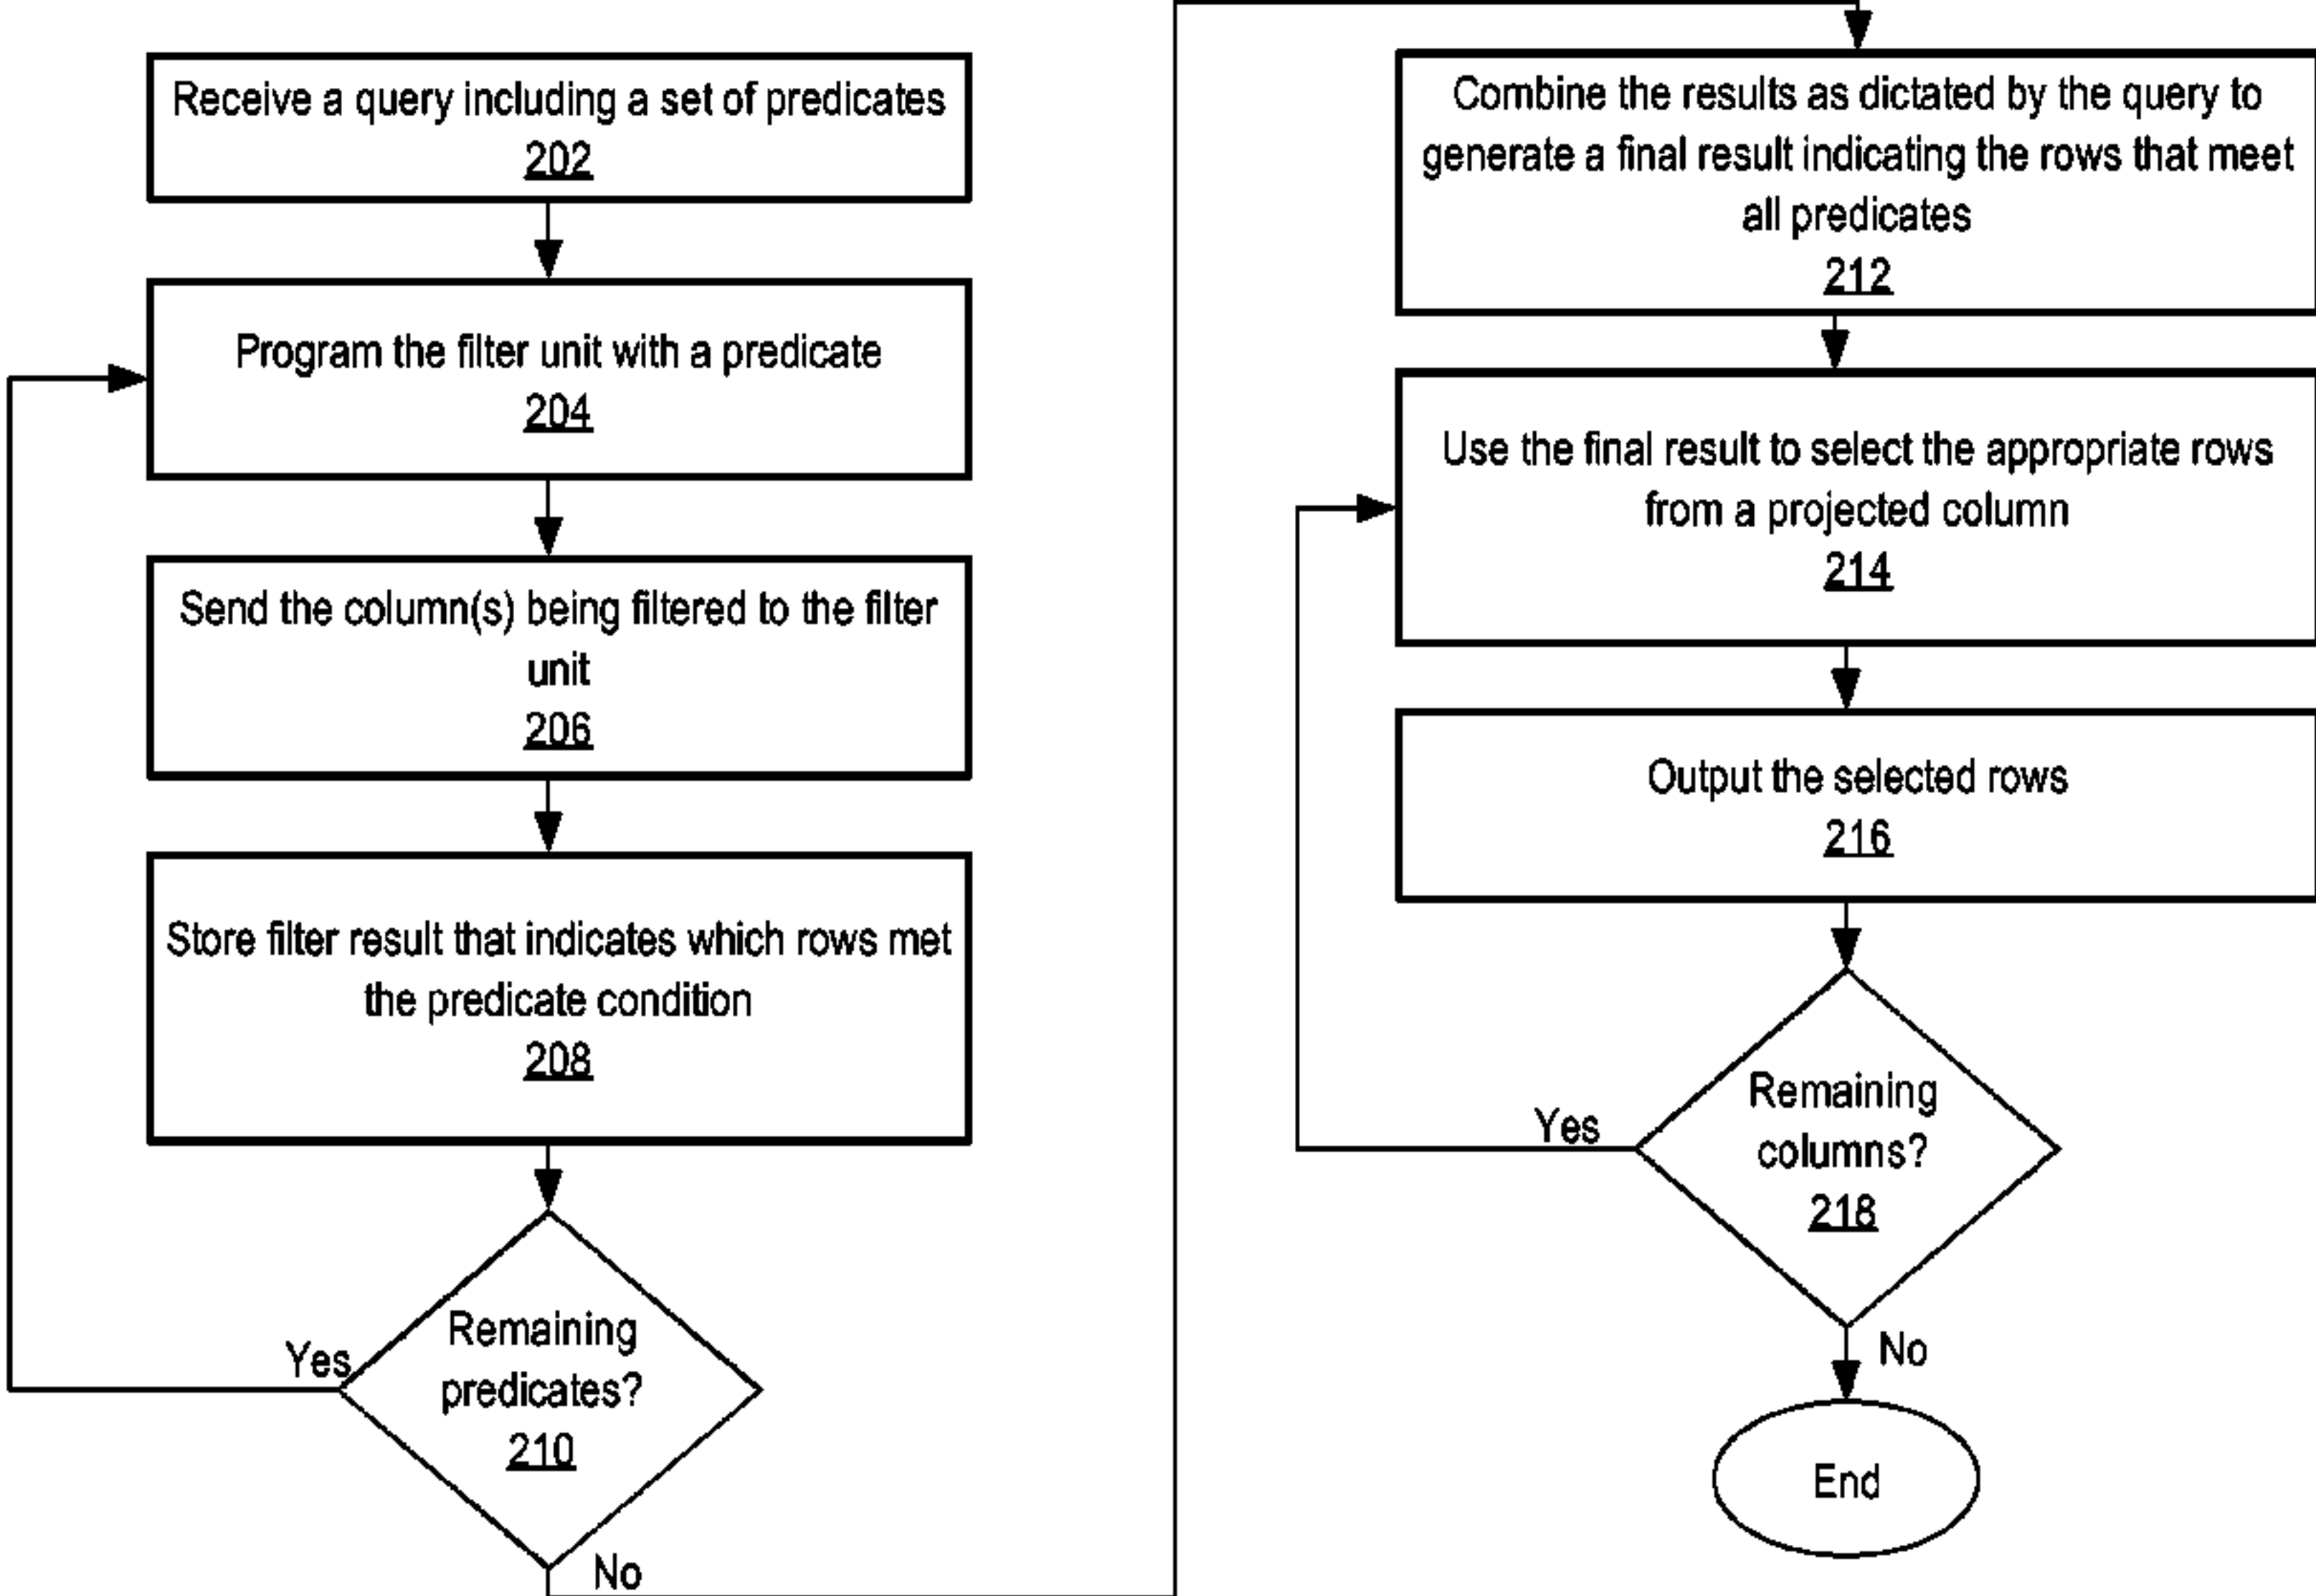 Receive a query including a set of predicates
202
Program the filter unit with a predicate
204
Send the column(s) being filtered to the filter
unit
206
Store filter result that indicates which rows met
the predicate condition
208
Remaining
predicates?
210
Yes
No
Combine the results as dictated by the query to
generate a final result indicating the rows that meet
all predicates
212
Use the final result to select the appropriate rows
from a projected column
214
Output the selected rows
216
Remaining
columns?
218
Yes
No
End